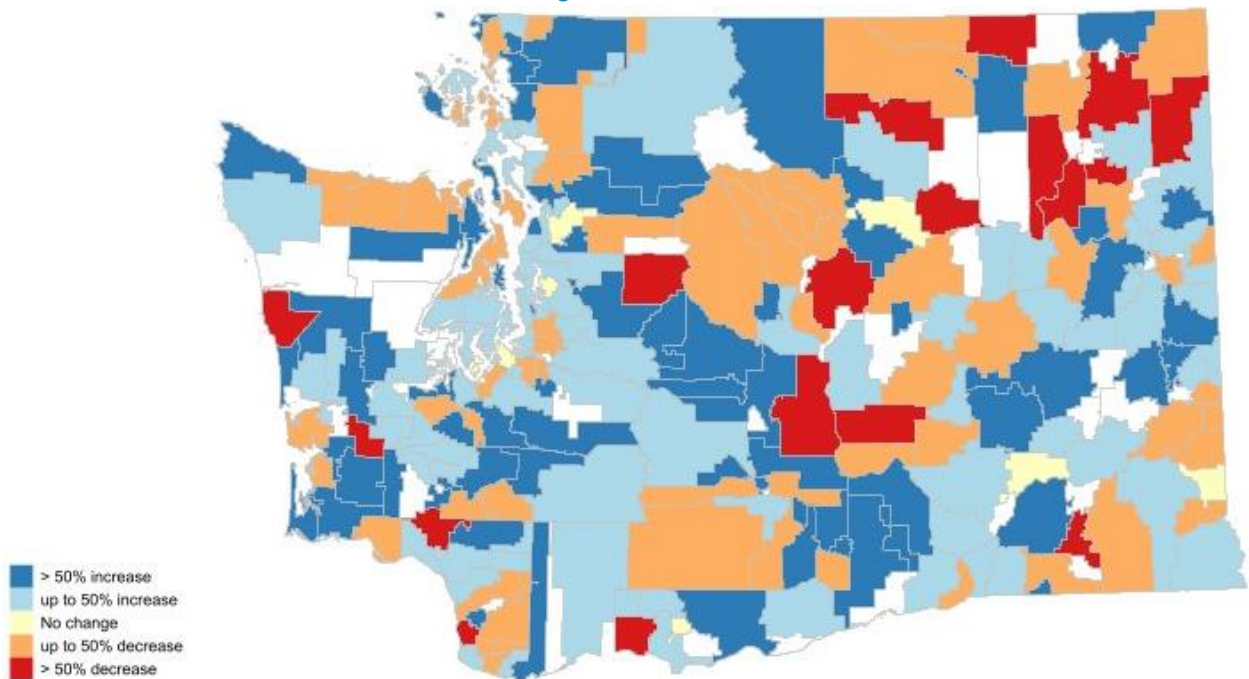 > 50% increase
up to 50% increase
No change
up to 50% decrease
> 50% decrease